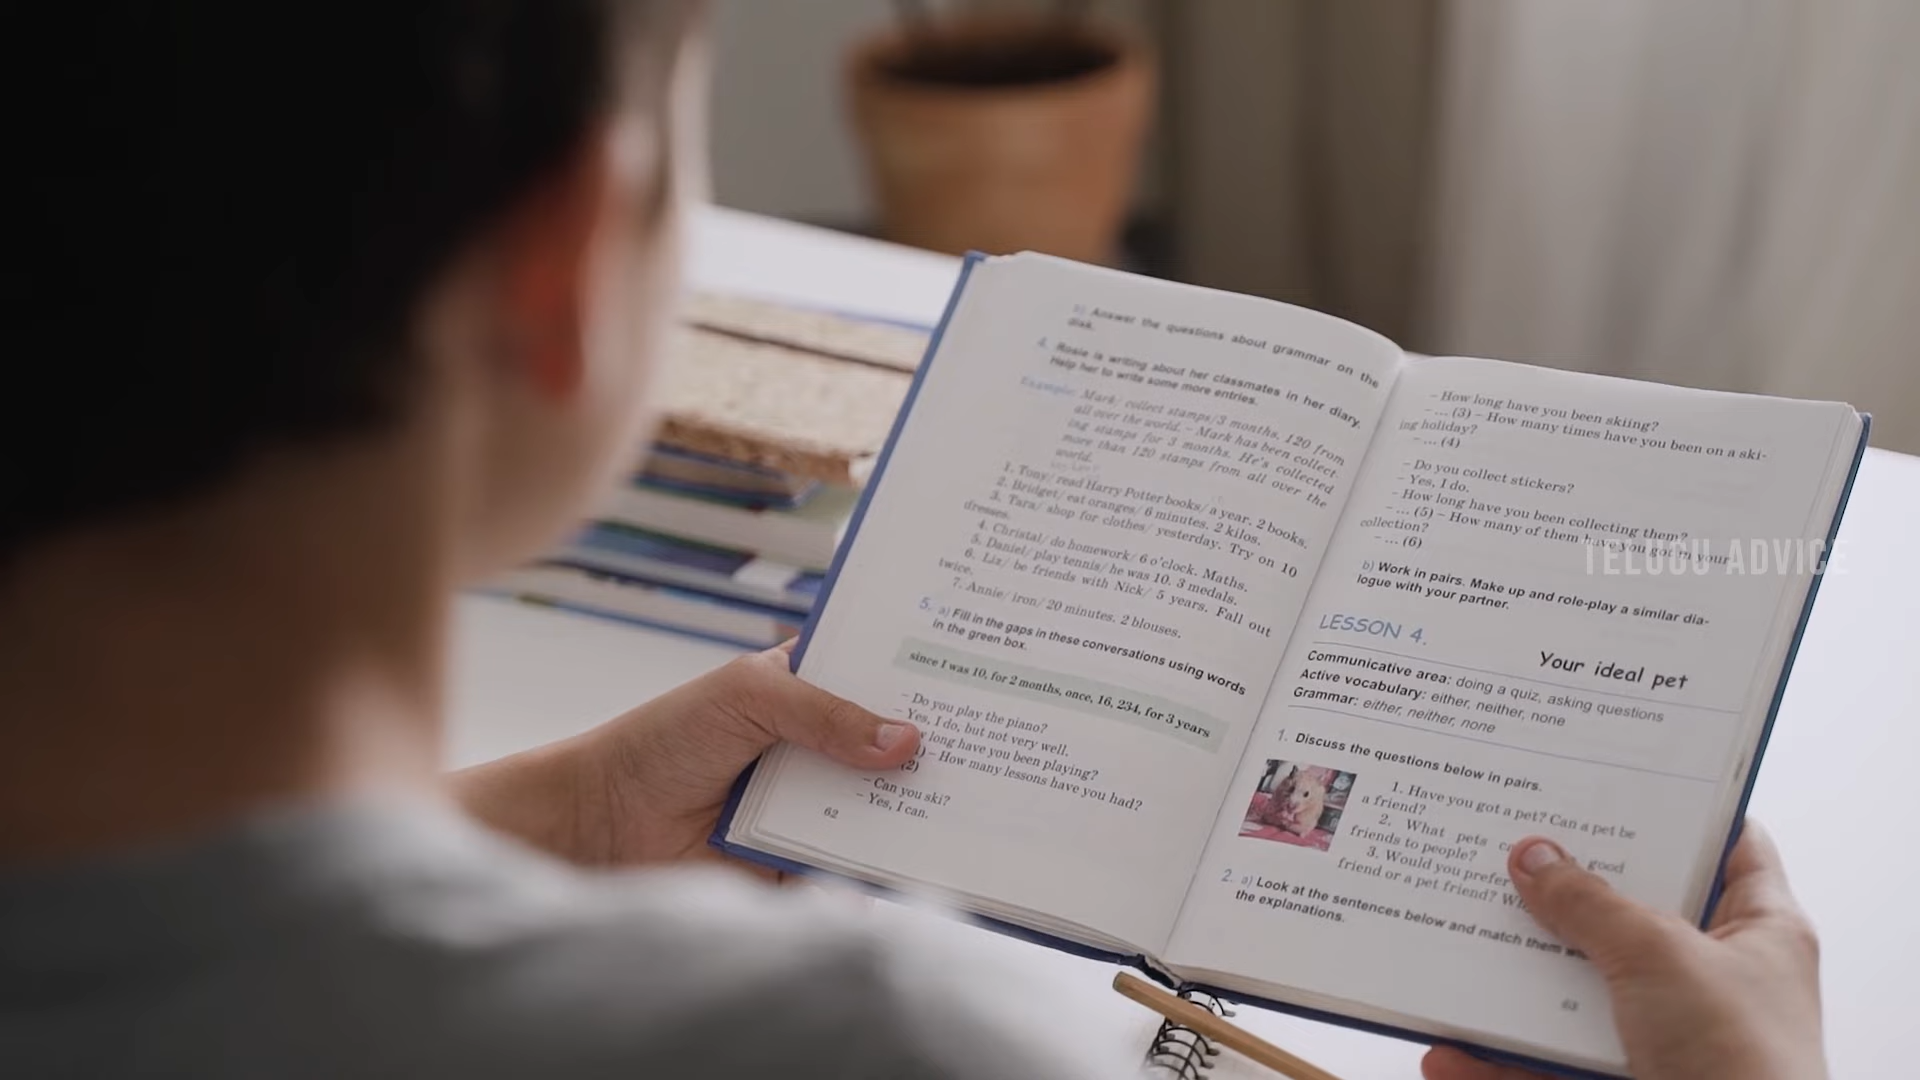 b) Answer the questions about grammar on the
disk.
4. Rosie is writing about her classmates in her diary.
Help her to write some more entries.
Example: Mark/ collect stamps/3 months, 120 from
all over the world. – Mark has been collect-
ing stamps for 3 months. He's collected
more than 120 stamps from all over the
world.
1. Tony/ read Harry Potter books/ a year. 2 books.
2. Bridget/ eat oranges/ 6 minutes. 2 kilos.
3. Tara/ shop for clothes/ yesterday. Try on 10
dresses.
4. Christal/ do homework/ 6 o'clock. Maths.
5. Daniel/ play tennis/ he was 10. 3 medals.
6. Liz/ be friends with Nick/ 5 years. Fall out
twice.
7. Annie/ iron/ 20 minutes. 2 blouses.
5. a) Fill in the gaps in these conversations using words
in the green box.
since I was 10, for 2 months, once, 16, 234, for 3 years
– Do you play the piano?
– Yes, I do, but not very well.
long have you been playing?
– How many lessons have you had?
(2)
– Can you ski?
– Yes, I can.
62
– How long have you been skiing?
– ... (3) – How many times have you been on a ski-
ing holiday?
– ... (4)
– Do you collect stickers?
– Yes, I do.
– How long have you been collecting them?
– ... (5) – How many of them have you got in your
collection?
– ... (6)
TELUGU ADVICE
b) Work in pairs. Make up and role-play a similar dia-
logue with your partner.
LESSON 4.
Your ideal pet
Communicative area: doing a quiz, asking questions
Active vocabulary: either, neither, none
Grammar: either, neither, none
1. Discuss the questions below in pairs.
1. Have you got a pet? Can a pet be
a friend?
2. What pets good
friends to people?
3. Would you prefer
friend or a pet friend?
2. a) Look at the sentences below and match them
the explanations.
63